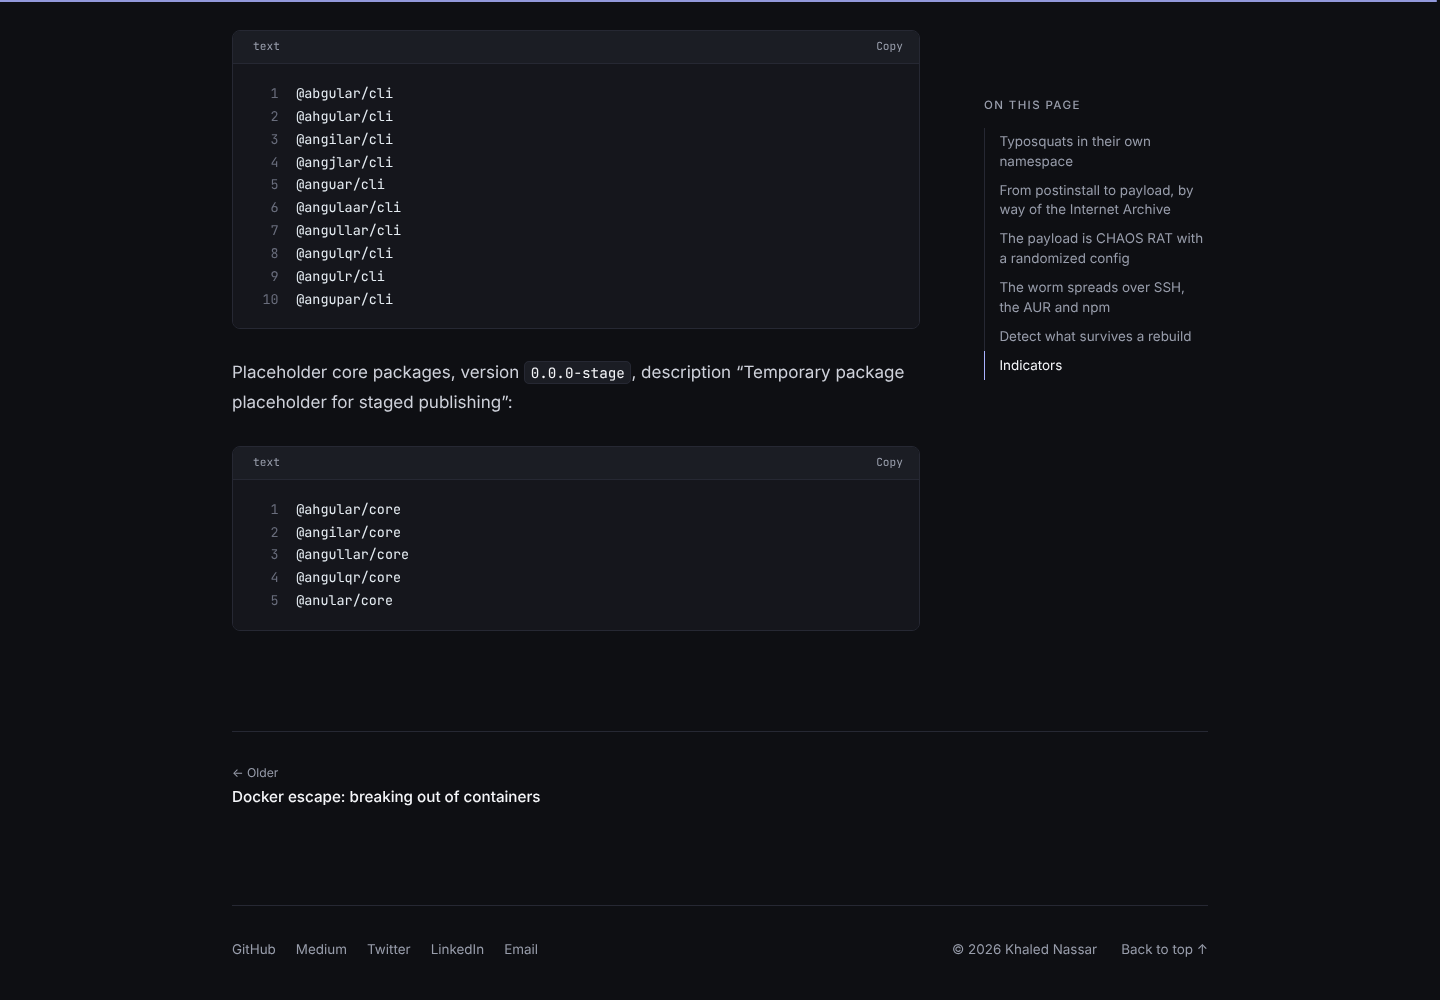 text
Copy
1 @abgular/cli
2 @ahgular/cli
3 @angilar/cli
4 @angjlar/cli
5 @anguar/cli
6 @angulaar/cli
7 @angullar/cli
8 @angulqr/cli
9 @angulr/cli
10 @angupar/cli
Placeholder core packages, version 0.0.0-stage, description “Temporary package
placeholder for staged publishing”:
text
Copy
1 @ahgular/core
2 @angilar/core
3 @angullar/core
4 @angulqr/core
5 @anular/core
ON THIS PAGE
Typosquats in their own
namespace
From postinstall to payload, by
way of the Internet Archive
The payload is CHAOS RAT with
a randomized config
The worm spreads over SSH,
the AUR and npm
Detect what survives a rebuild
Indicators
← Older
Docker escape: breaking out of containers
GitHub Medium Twitter LinkedIn Email
© 2026 Khaled Nassar Back to top ↑